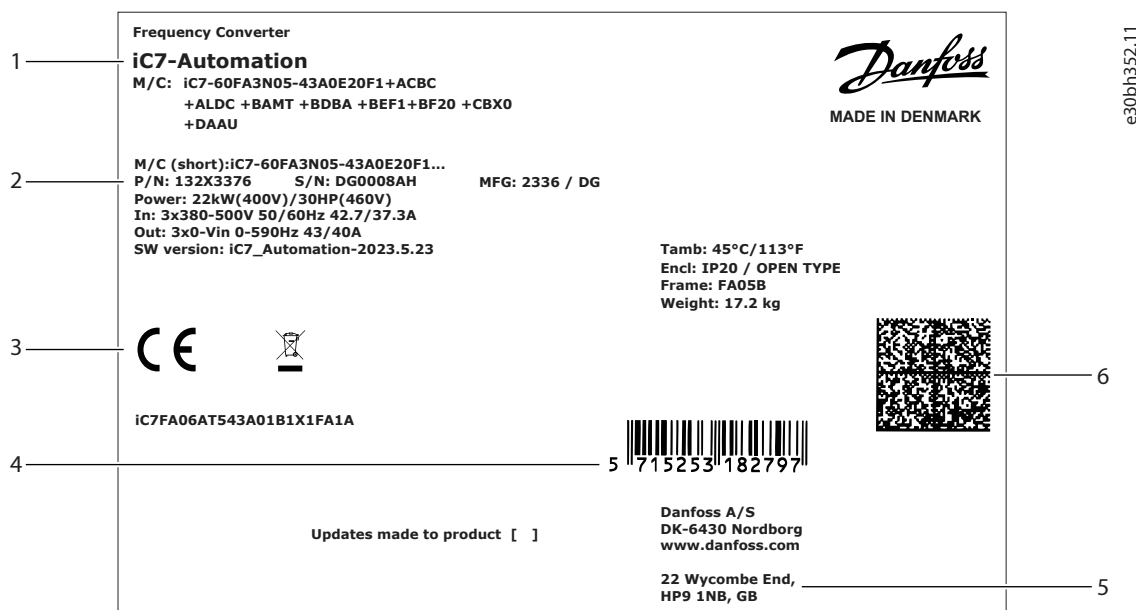 Frequency Converter
1
iC7-Automation
M/C: iC7-60FA3N05-43A0E20F1+ACBC
+ALDC +BAMT +BDBA +BEF1+BF20 +CBX0
+DAAU
Danfoss
MADE IN DENMARK
e30bh352.11
M/C (short):iC7-60FA3N05-43A0E20F1...
2
P/N: 132X3376 S/N: DG0008AH MFG: 2336 / DG
Power: 22kW(400V)/30HP(460V)
In: 3x380-500V 50/60Hz 42.7/37.3A
Out: 3x0-Vin 0-590Hz 43/40A
SW version: iC7_Automation-2023.5.23
Tamb: 45°C/113°F
Encl: IP20 / OPEN TYPE
Frame: FA05B
Weight: 17.2 kg
3
CE
6
iC7FA06AT543A01B1X1FA1A
4
5 715253 182797
Updates made to product [ ]
Danfoss A/S
DK-6430 Nordborg
www.danfoss.com
22 Wycombe End,
HP9 1NB, GB
5